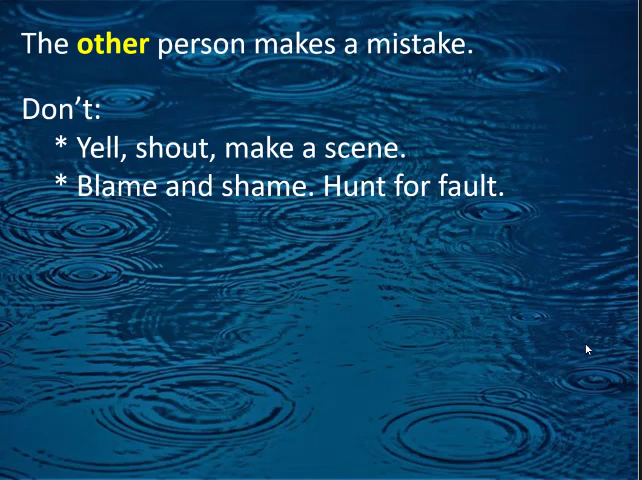 The other person makes a mistake.
Don’t:
* Yell, shout, make a scene.
* Blame and shame. Hunt for fault.